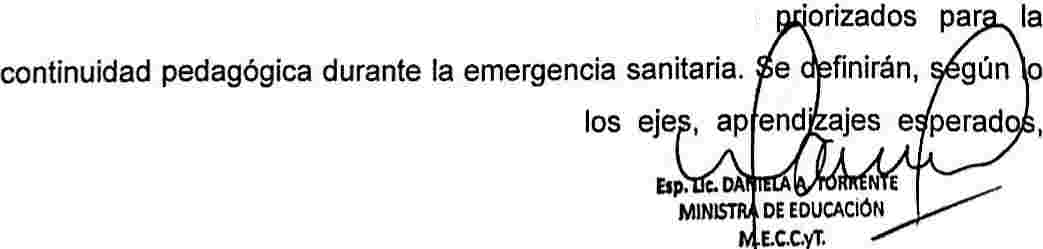 priorizados para la
continuidad pedagógica durante la emergencia sanitaria. Se definirán, según lo
los ejes, aprendizajes esperados,
Esp. Lic. DANIELA A. TORRENTE
MINISTRA DE EDUCACIÓN
M.E.C.C.yT.